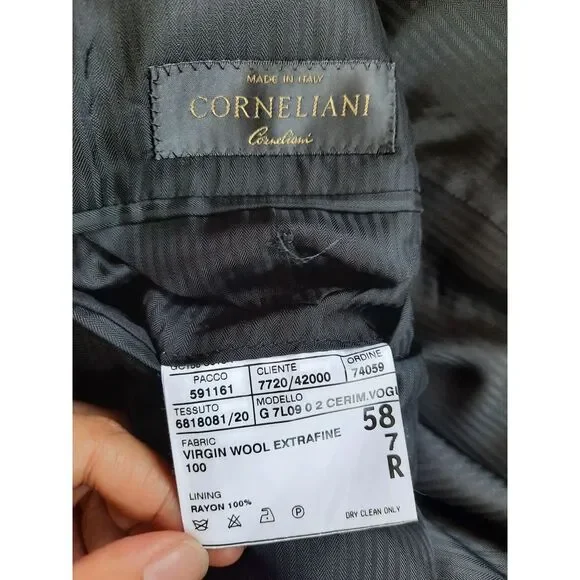 MADE IN ITALY
CORNELIANI
Corneliani
PACCO CLIENTE ORDINE
591161 7720/42000 74059
TESSUTO MODELLO
6818081/20 G 7L09 0 2 CERIM.VOGU
FABRIC 58
VIRGIN WOOL EXTRAFINE 7
100 R
LINING
RAYON 100%
P DRY CLEAN ONLY